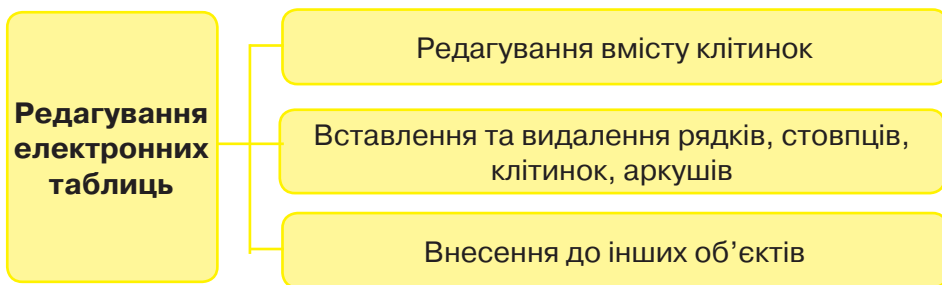 Редагування
електронних
таблиць
Редагування вмісту клітинок
Вставлення та видалення рядків, стовпців,
клітинок, аркушів
Внесення до інших об’єктів